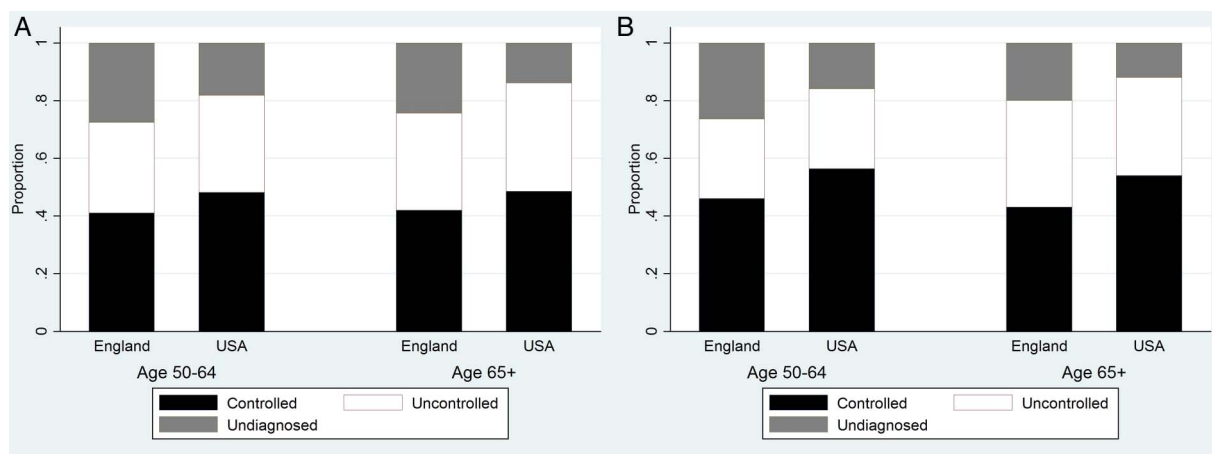 A
Proportion
1
.8
.6
.4
.2
0
England USA England USA
Age 50-64 Age 65+
Controlled Uncontrolled
Undiagnosed
B
Proportion
1
.8
.6
.4
.2
0
England USA England USA
Age 50-64 Age 65+
Controlled Uncontrolled
Undiagnosed